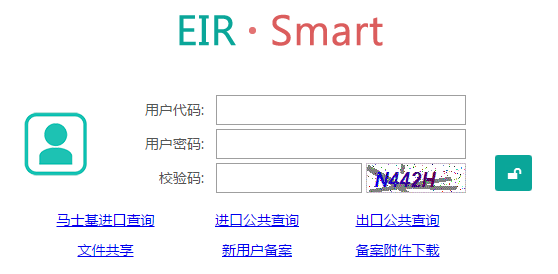 EIR · Smart
用户代码:
用户密码:
校验码: N442H
马士基进口查询 进口公共查询 出口公共查询
文件共享 新用户备案 备案附件下载